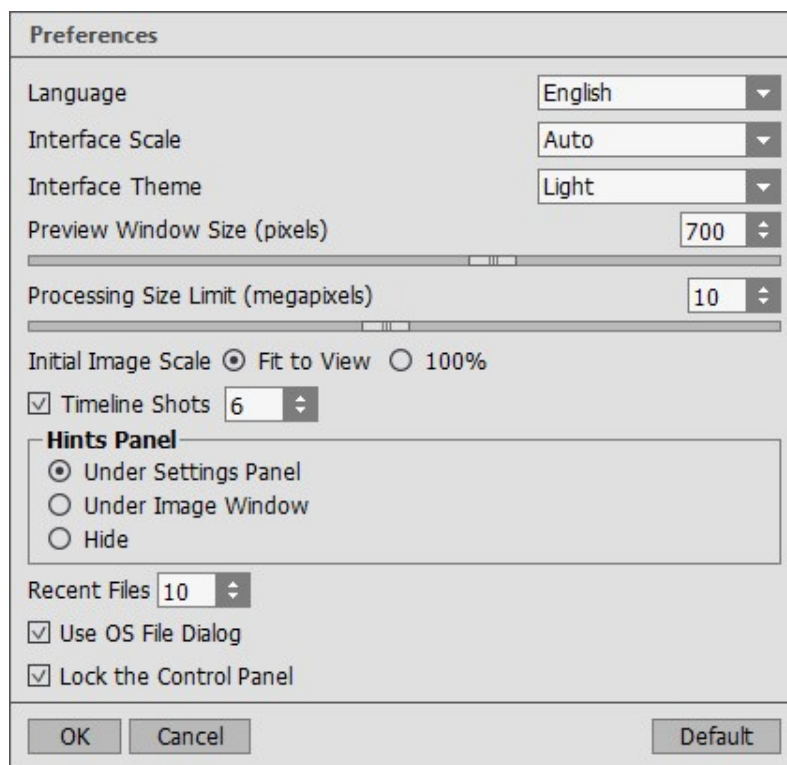 Preferences
Language English
Interface Scale Auto
Interface Theme Light
Preview Window Size (pixels) 700
Processing Size Limit (megapixels) 10
Initial Image Scale Fit to View 100%
Timeline Shots 6
Hints Panel
Under Settings Panel
Under Image Window
Hide
Recent Files 10
Use OS File Dialog
Lock the Control Panel
OK Cancel Default